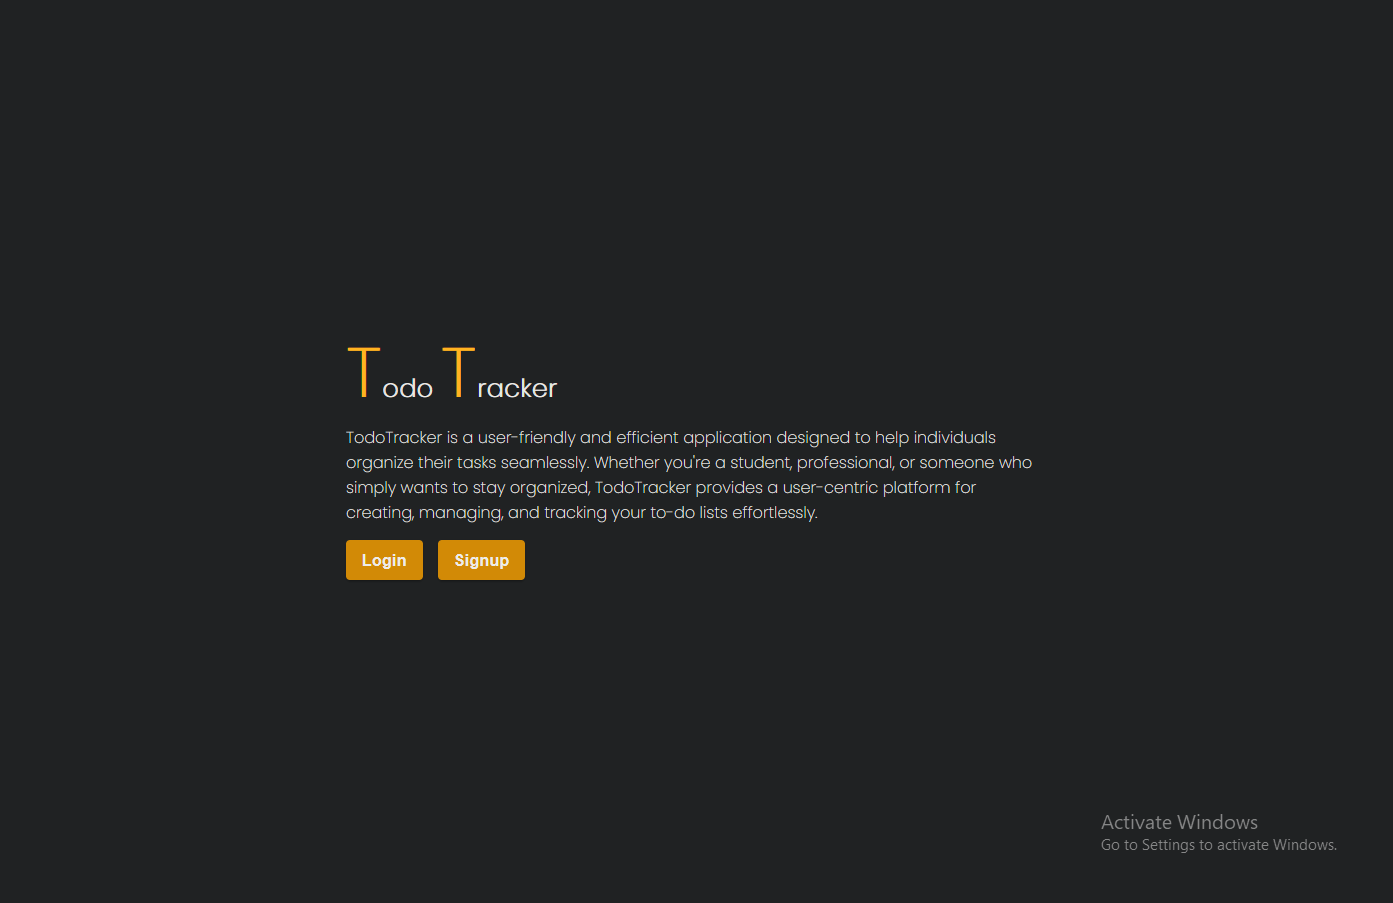 Todo Tracker
TodoTracker is a user-friendly and efficient application designed to help individuals
organize their tasks seamlessly. Whether you're a student, professional, or someone who
simply wants to stay organized, TodoTracker provides a user-centric platform for
creating, managing, and tracking your to-do lists effortlessly.
Login Signup
Activate Windows
Go to Settings to activate Windows.